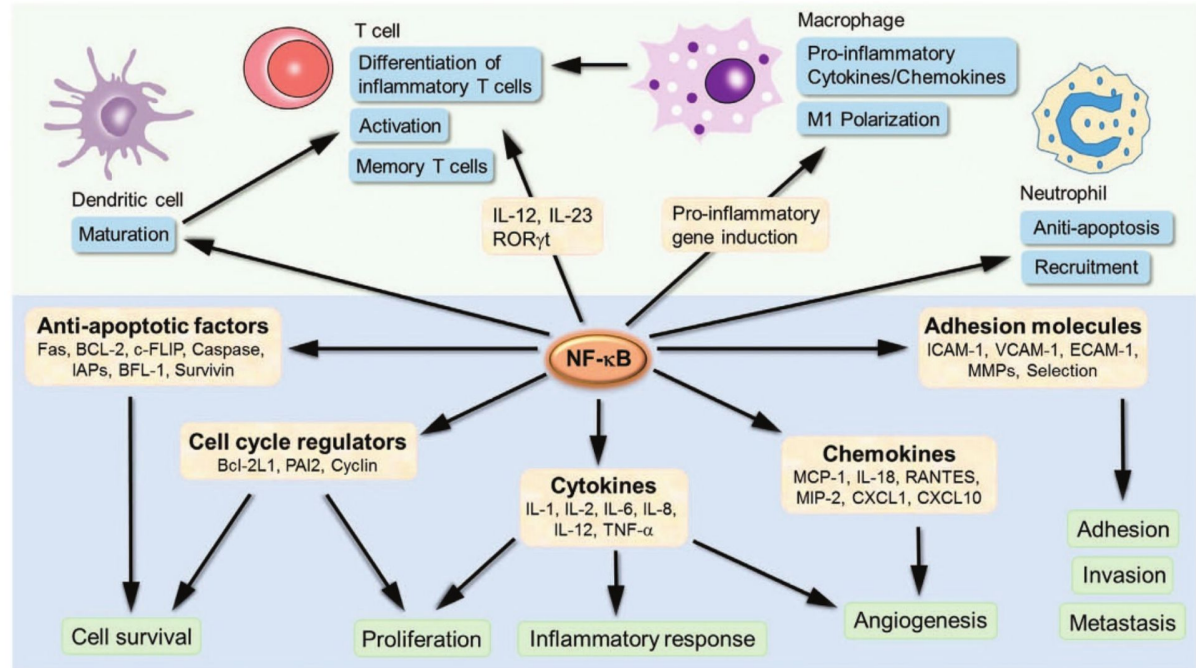 T cell
Differentiation of
inflammatory T cells
Activation
Memory T cells
Macrophage
Pro-inflammatory
Cytokines/Chemokines
M1 Polarization
Dendritic cell
Maturation
IL-12, IL-23
RORγt
Pro-inflammatory
gene induction
Neutrophil
Aniti-apoptosis
Recruitment
NF-κB
Anti-apoptotic factors
Fas, BCL-2, c-FLIP, Caspase,
IAPs, BFL-1, Survivin
Adhesion molecules
ICAM-1, VCAM-1, ECAM-1,
MMPs, Selection
Cell cycle regulators
Bcl-2L1, PAI2, Cyclin
Cytokines
IL-1, IL-2, IL-6, IL-8,
IL-12, TNF-α
Chemokines
MCP-1, IL-18, RANTES,
MIP-2, CXCL1, CXCL10
Cell survival
Proliferation
Inflammatory response
Angiogenesis
Adhesion
Invasion
Metastasis